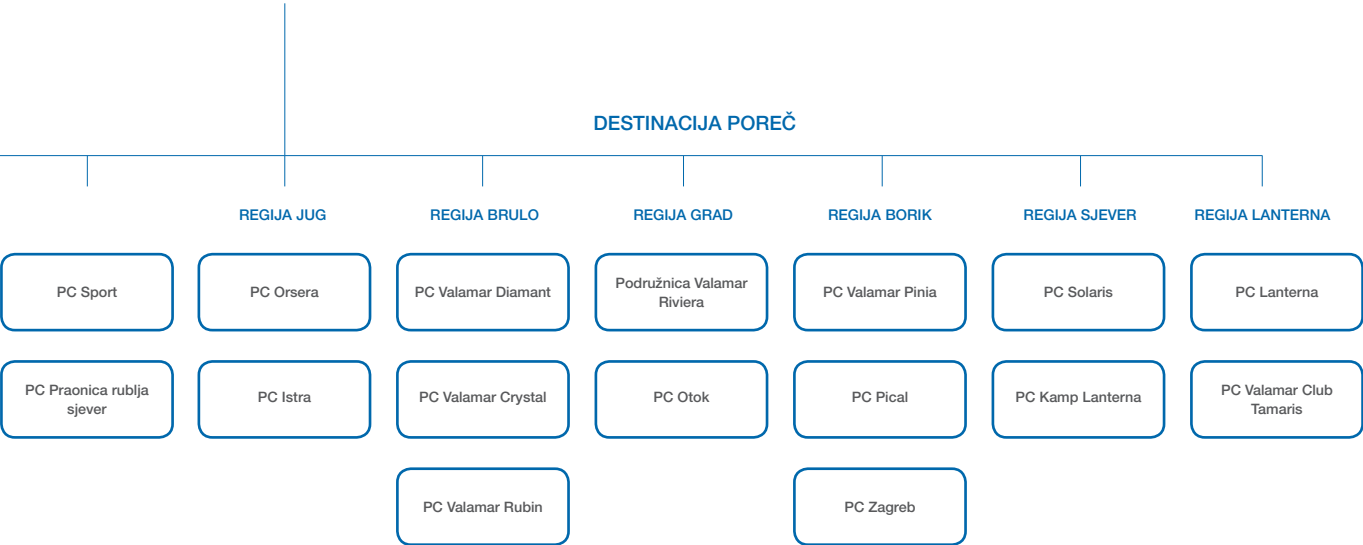 DESTINACIJA POREČ
REGIJA JUG
REGIJA BRULO
REGIJA GRAD
REGIJA BORIK
REGIJA SJEVER
REGIJA LANTERNA
PC Sport
PC Orsera
PC Valamar Diamant
Podružnica Valamar
Riviera
PC Valamar Pinia
PC Solaris
PC Lanterna
PC Praonica rublja
sjever
PC Istra
PC Valamar Crystal
PC Otok
PC Pical
PC Kamp Lanterna
PC Valamar Club
Tamaris
PC Valamar Rubin
PC Zagreb